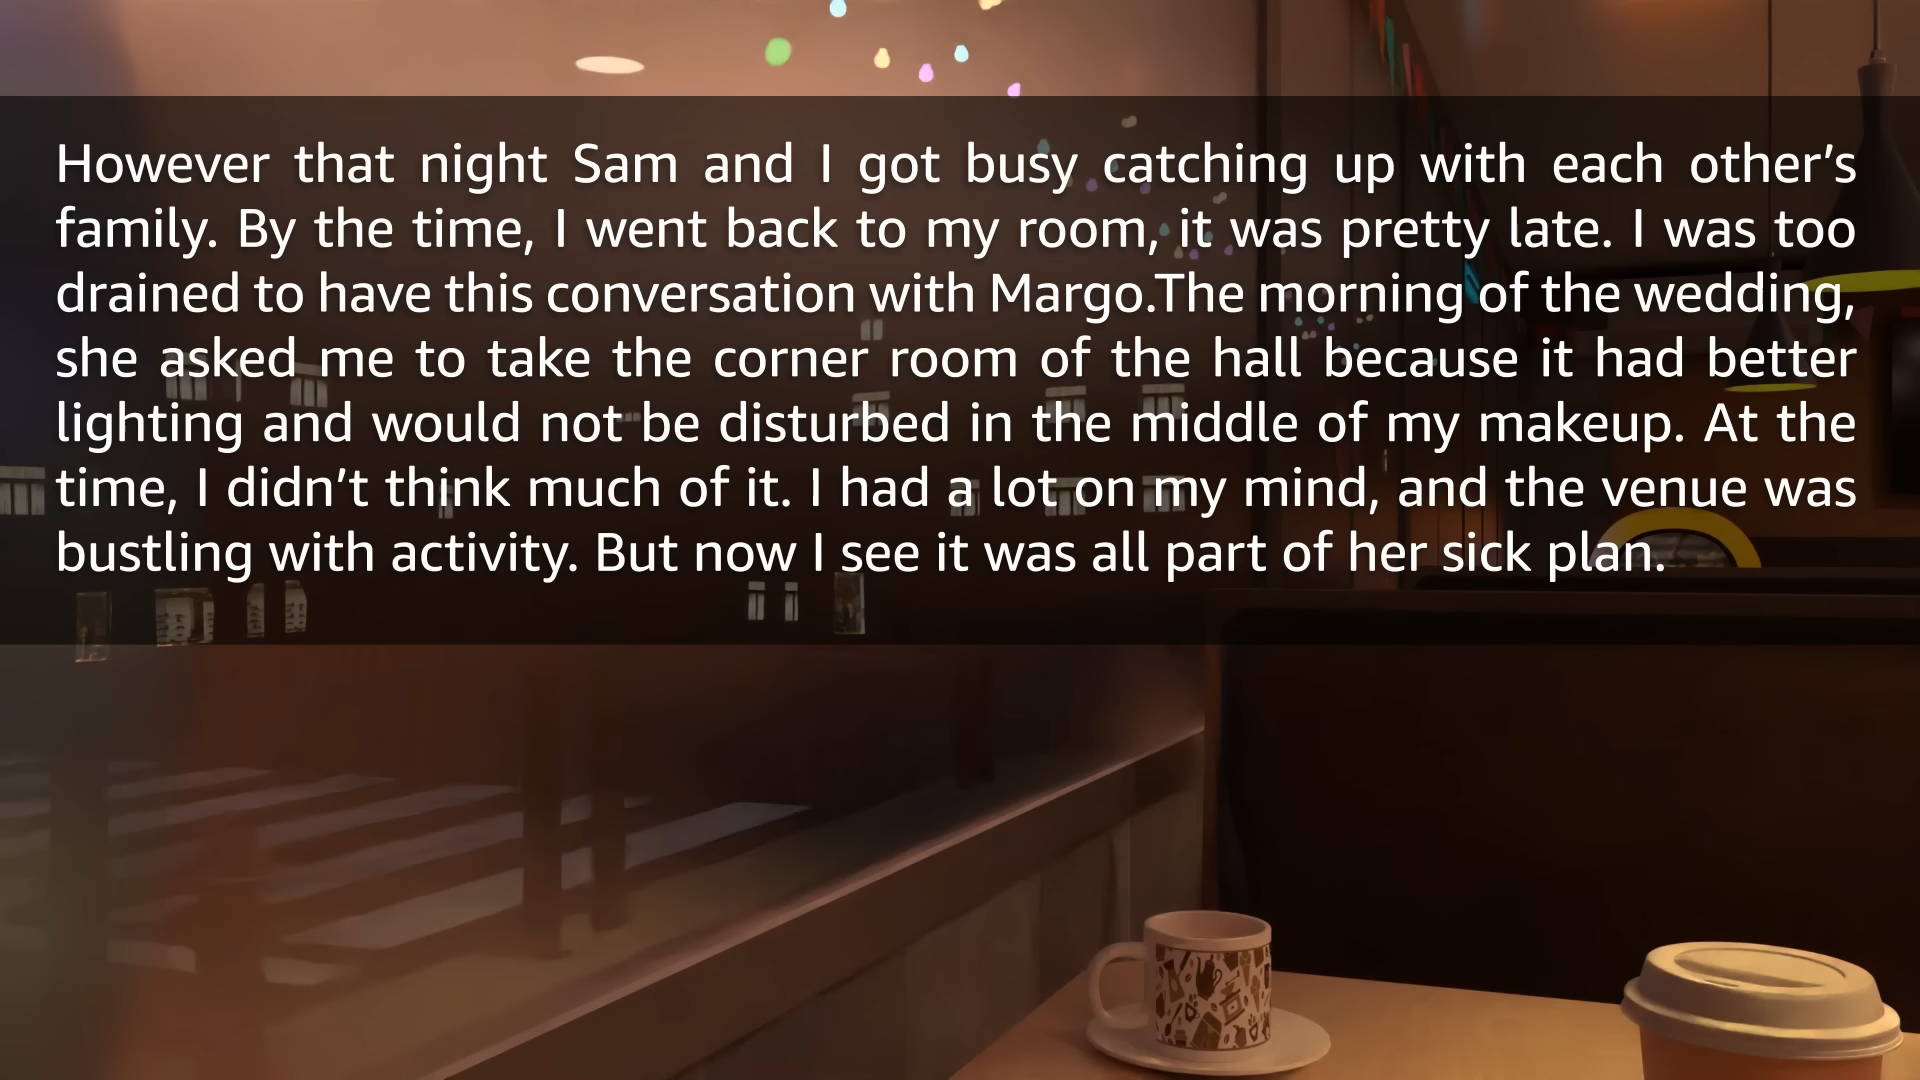 However that night Sam and I got busy catching up with each other’s
family. By the time, I went back to my room, it was pretty late. I was too
drained to have this conversation with Margo.The morning of the wedding,
she asked me to take the corner room of the hall because it had better
lighting and would not be disturbed in the middle of my makeup. At the
time, I didn’t think much of it. I had a lot on my mind, and the venue was
bustling with activity. But now I see it was all part of her sick plan.